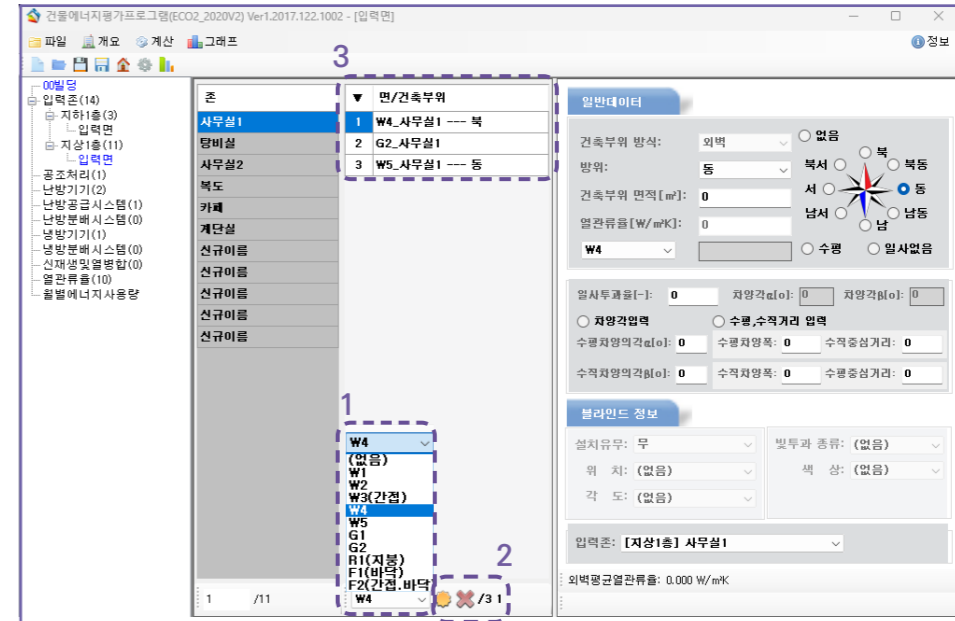 건물에너지평가프로그램(ECO2_2020V2) Ver1.2017.122.1002 - [입력면]
파일 개요 계산 그래프 정보
00빌딩
입력존(14)
지하1층(3)
입력면
지상1층(11)
입력면
공조처리(1)
난방기기(2)
난방공급시스템(1)
난방분배시스템(0)
냉방기기(1)
냉방분배시스템(0)
신재생및열병합(0)
열관류율(10)
월별에너지사용량
존
사무실1
탕비실
사무실2
복도
카페
계단실
신규이름
신규이름
신규이름
신규이름
신규이름
1 /11
3
▼ 면/건축부위
1 W4_사무실1 --- 북
2 G2_사무실1
3 W5_사무실1 --- 동
1
W4
(없음)
W1
W2
W3(간접)
W4
W5
G1
G2
R1(지붕)
F1(바닥)
F2(간접.바닥)
W4
2
/3 1
일반데이터
건축부위 방식: 외벽
방위: 동
건축부위 면적[㎡]: 0
열관류율[W/㎡K]: 0
W4
없음
북
북서 북동
서 동
남서 남동
남
수평 일사없음
일사투과율[-]: 0 차양각α[o]: 0 차양각β[o]: 0
차양각입력 수평,수직거리 입력
수평차양의각α[o]: 0 수평차양폭: 0 수직중심거리: 0
수직차양의각β[o]: 0 수직차양폭: 0 수평중심거리: 0
블라인드 정보
설치유무: 무 빛투과 종류: (없음)
위 치: (없음) 색 상: (없음)
각 도: (없음)
입력존: [지상1층] 사무실1
외벽평균열관류율: 0.000 W/㎡K